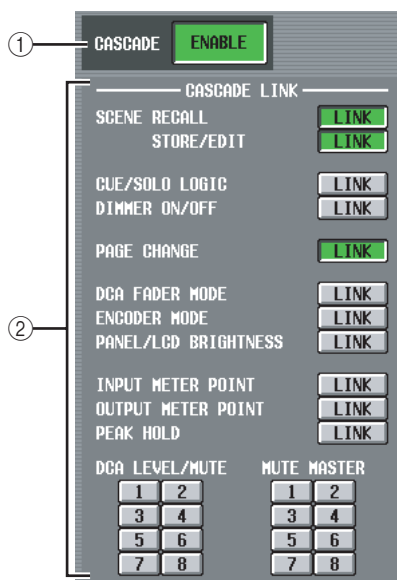 ① CASCADE ENABLE
② CASCADE LINK
SCENE RECALL LINK
STORE/EDIT LINK
CUE/SOLO LOGIC LINK
DIMMER ON/OFF LINK
PAGE CHANGE LINK
DCA FADER MODE LINK
ENCODER MODE LINK
PANEL/LCD BRIGHTNESS LINK
INPUT METER POINT LINK
OUTPUT METER POINT LINK
PEAK HOLD LINK
DCA LEVEL/MUTE MUTE MASTER
1 2 1 2
3 4 3 4
5 6 5 6
7 8 7 8